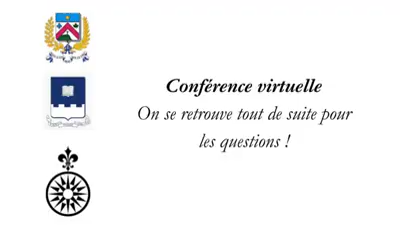 Conférence virtuelle
On se retrouve tout de suite pour
les questions !